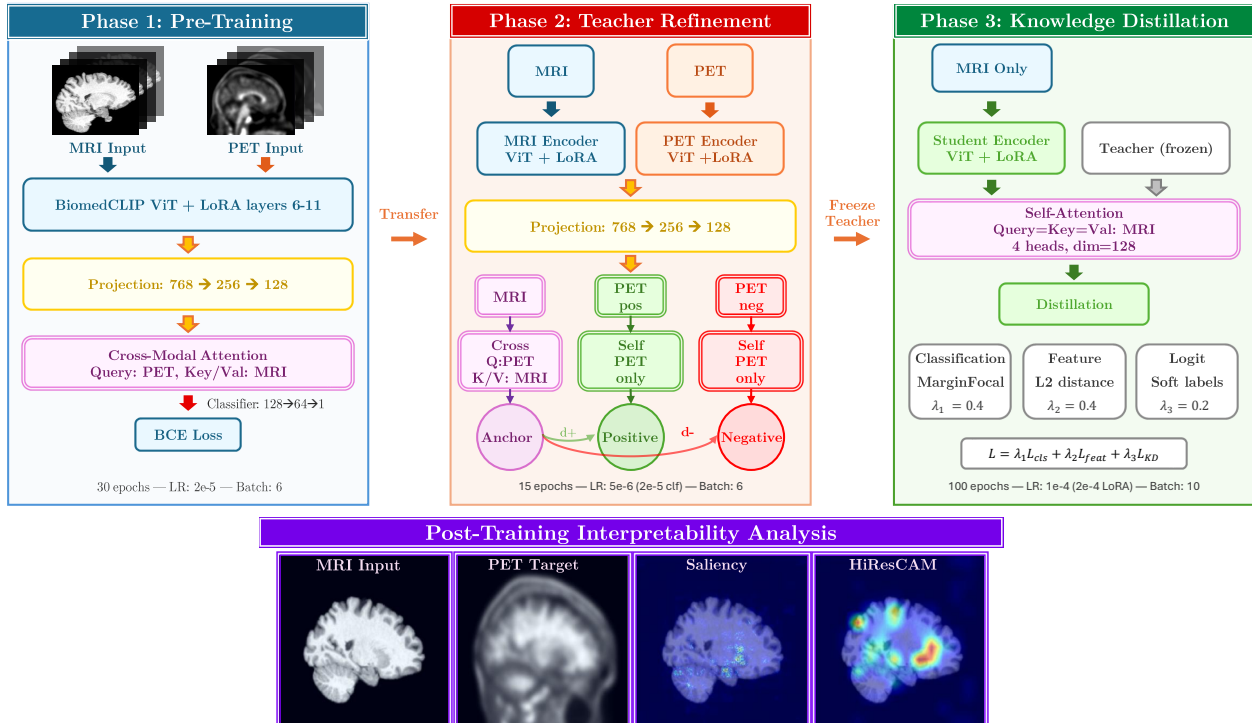 Phase 1: Pre-Training
MRI Input
PET Input
BiomedCLIP ViT + LoRA layers 6-11
Projection: 768 → 256 → 128
Cross-Modal Attention
Query: PET, Key/Val: MRI
Classifier: 128→64→1
BCE Loss
30 epochs — LR: 2e-5 — Batch: 6
Transfer
Phase 2: Teacher Refinement
MRI
PET
MRI Encoder
ViT + LoRA
PET Encoder
ViT +LoRA
Projection: 768 → 256 → 128
MRI
PET
pos
PET
neg
Cross
Q:PET
K/V: MRI
Self
PET
only
Self
PET
only
Anchor
d+
Positive
d-
Negative
15 epochs — LR: 5e-6 (2e-5 clf) — Batch: 6
Freeze
Teacher
Phase 3: Knowledge Distillation
MRI Only
Student Encoder
ViT + LoRA
Teacher (frozen)
Self-Attention
Query=Key=Val: MRI
4 heads, dim=128
Distillation
Classification
MarginFocal
λ₁ = 0.4
Feature
L2 distance
λ₂ = 0.4
Logit
Soft labels
λ₃ = 0.2
L = λ₁L_cls + λ₂L_feat + λ₃L_KD
100 epochs — LR: 1e-4 (2e-4 LoRA) — Batch: 10
Post-Training Interpretability Analysis
MRI Input
PET Target
Saliency
HiResCAM